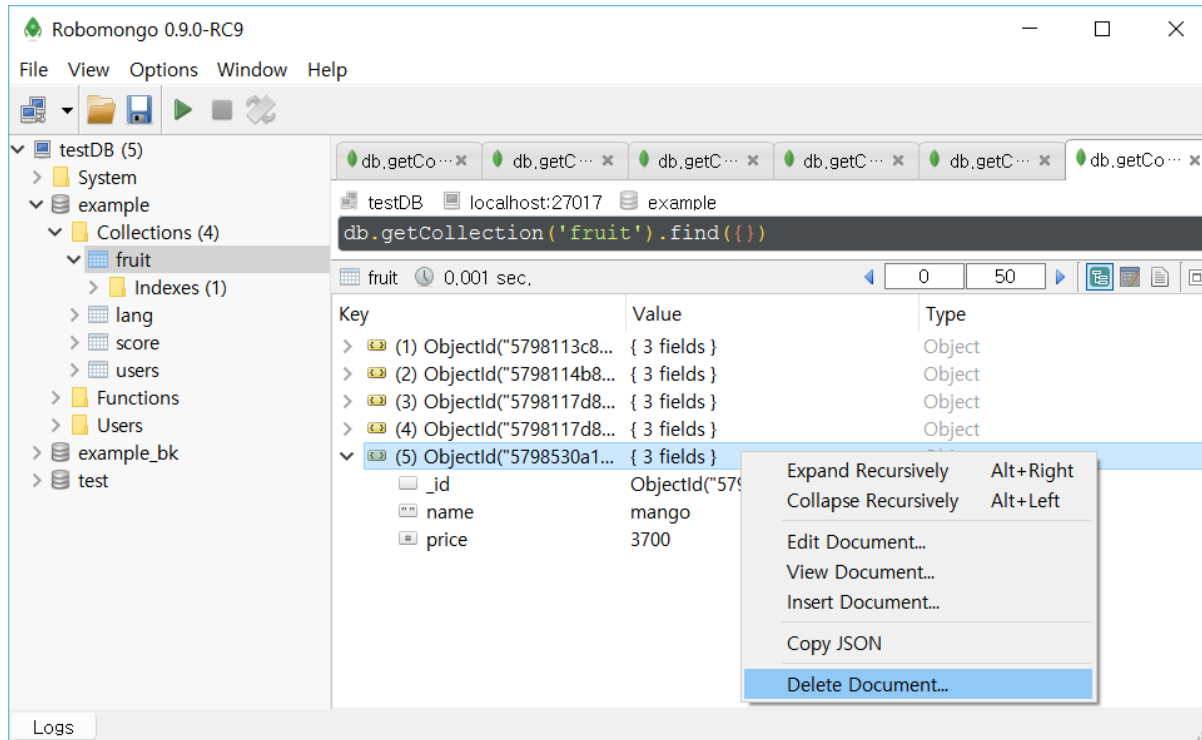 Robomongo 0.9.0-RC9
File View Options Window Help
testDB (5)
System
example
Collections (4)
fruit
Indexes (1)
lang
score
users
Functions
Users
example_bk
test
db.getCo… db.getC… db.getC… db.getC… db.getC… db.getCo…
testDB localhost:27017 example
db.getCollection('fruit').find({})
fruit 0.001 sec. 0 50
Key Value Type
(1) ObjectId("5798113c8... { 3 fields } Object
(2) ObjectId("5798114b8... { 3 fields } Object
(3) ObjectId("5798117d8... { 3 fields } Object
(4) ObjectId("5798117d8... { 3 fields } Object
(5) ObjectId("5798530a1... { 3 fields }
_id ObjectId("579
name mango
price 3700
Expand Recursively Alt+Right
Collapse Recursively Alt+Left
Edit Document...
View Document...
Insert Document...
Copy JSON
Delete Document...
Logs